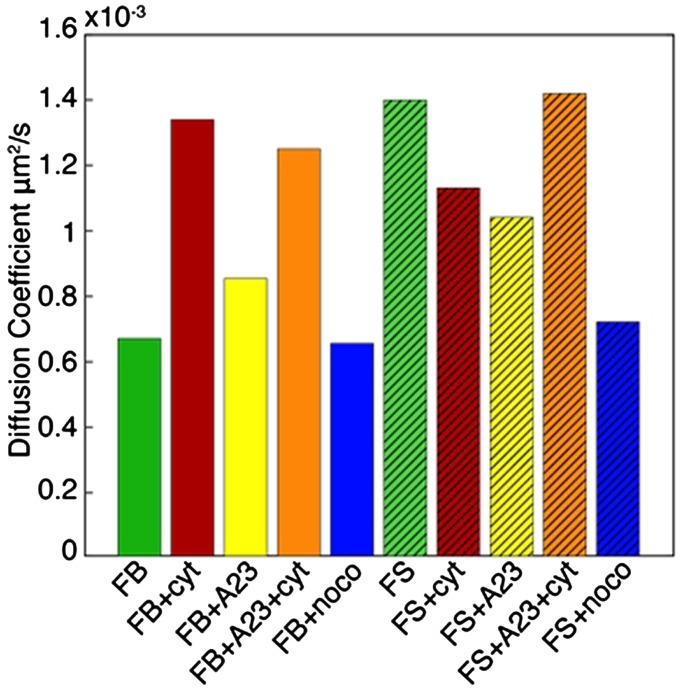 1.6 x10⁻³
1.4
1.2
1
0.8
0.6
0.4
0.2
0
Diffusion Coefficient µm²/s
FB
FB+cyt
FB+A23
FB+A23+cyt
FB+noco
FS
FS+cyt
FS+A23
FS+A23+cyt
FS+noco